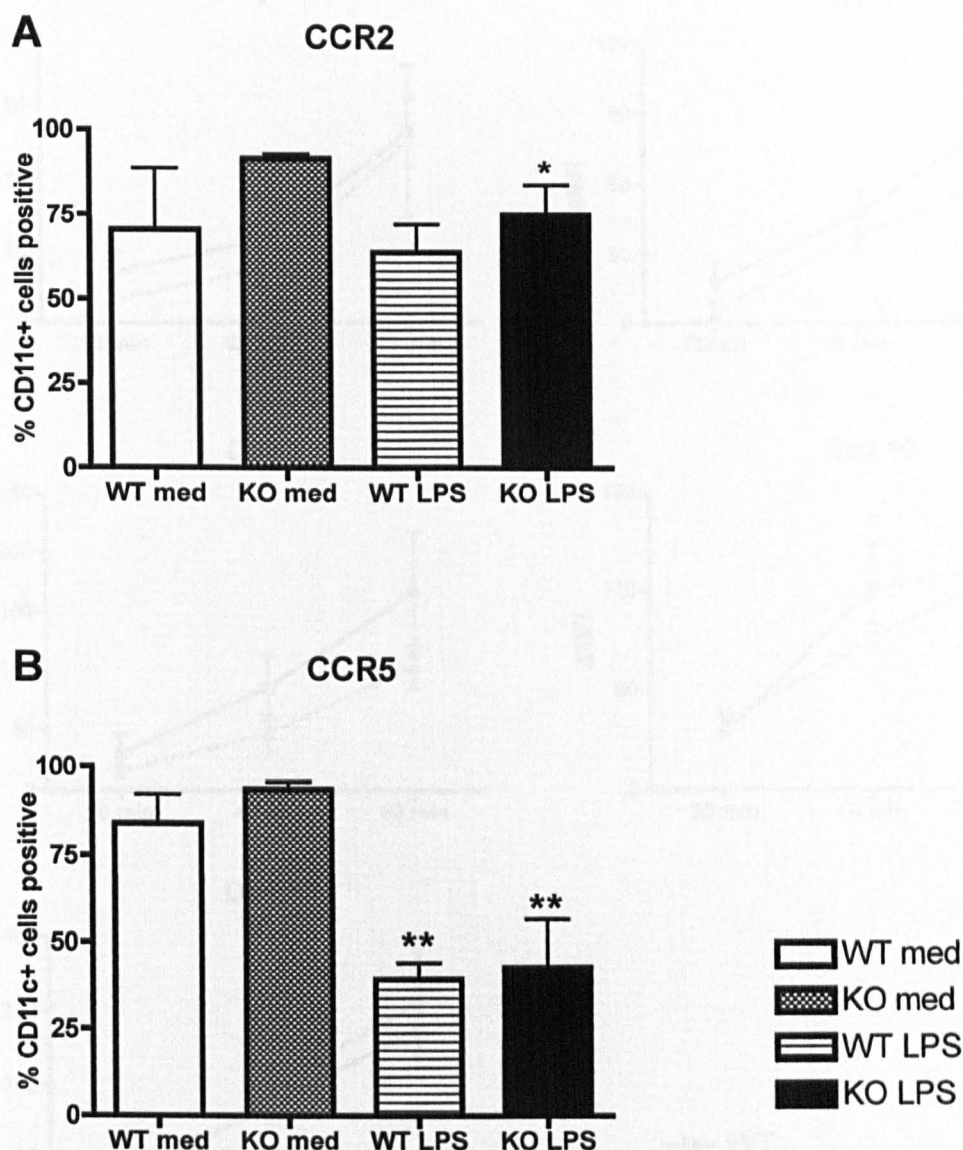 A
CCR2
% CD11c+ cells positive
100
75
50
25
0
*
WT med KO med WT LPS KO LPS
B
CCR5
% CD11c+ cells positive
100
75
50
25
0
**
**
WT med KO med WT LPS KO LPS
WT med
KO med
WT LPS
KO LPS